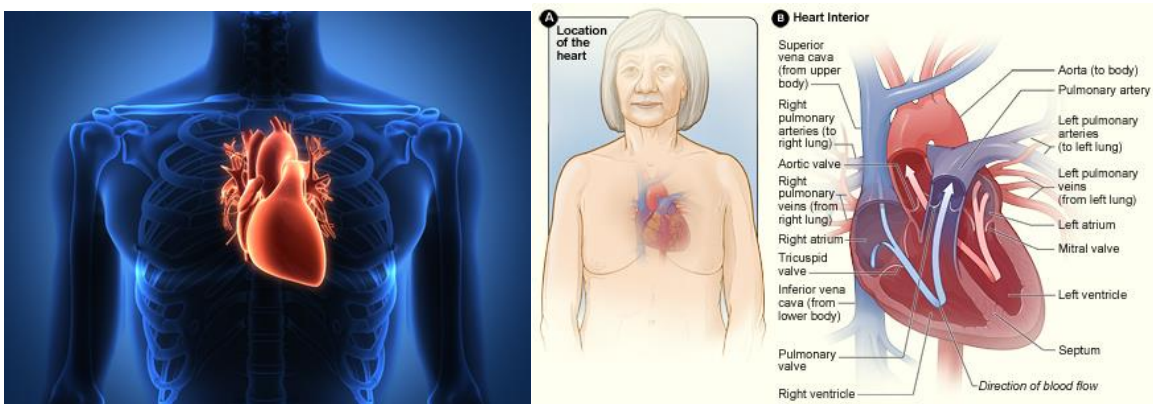 A
Location
of the
heart
B Heart Interior
Superior
vena cava
(from upper
body)
Right
pulmonary
arteries (to
right lung)
Aortic valve
Right
pulmonary
veins (from
right lung)
Right atrium
Tricuspid
valve
Inferior vena
cava (from
lower body)
Pulmonary
valve
Right ventricle
Aorta (to body)
Pulmonary artery
Left pulmonary
arteries
(to left lung)
Left pulmonary
veins
(from left lung)
Left atrium
Mitral valve
Left ventricle
Septum
Direction of blood flow